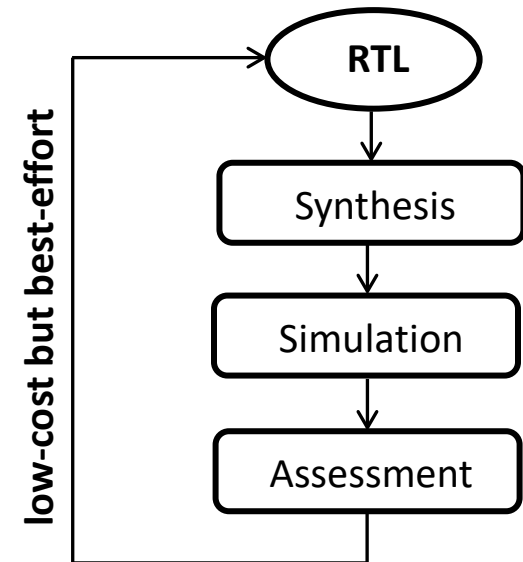 RTL
Synthesis
Simulation
Assessment
low-cost but best-effort